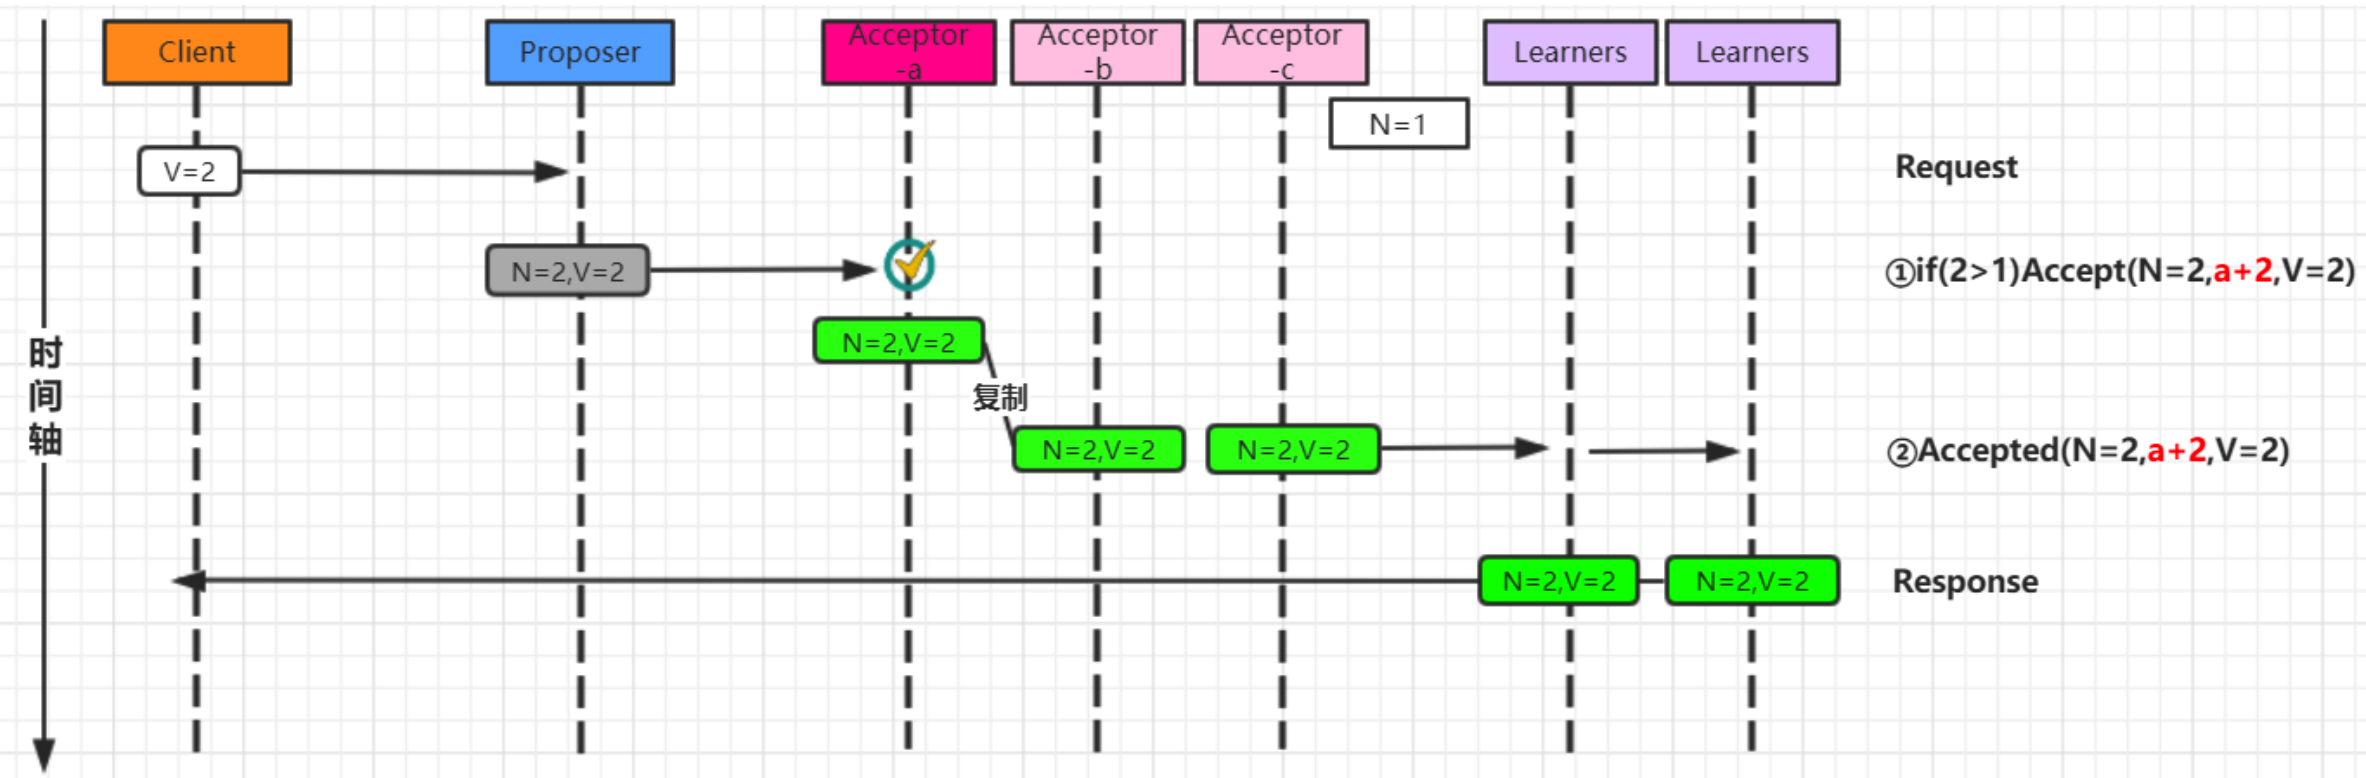 Client
Proposer
Acceptor
-a
Acceptor
-b
Acceptor
-c
Learners
Learners
N=1
V=2
Request
N=2,V=2
①if(2>1)Accept(N=2,a+2,V=2)
N=2,V=2
时
间
轴
复制
N=2,V=2
N=2,V=2
②Accepted(N=2,a+2,V=2)
N=2,V=2
N=2,V=2
Response